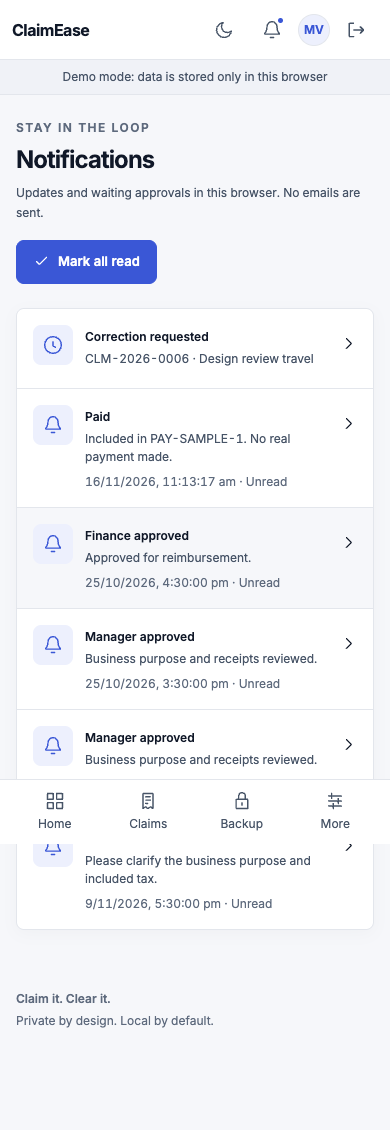 ClaimEase
MV
Demo mode: data is stored only in this browser
STAY IN THE LOOP
Notifications
Updates and waiting approvals in this browser. No emails are
sent.
Mark all read
Correction requested
CLM-2026-0006 · Design review travel
Paid
Included in PAY-SAMPLE-1. No real
payment made.
16/11/2026, 11:13:17 am · Unread
Finance approved
Approved for reimbursement.
25/10/2026, 4:30:00 pm · Unread
Manager approved
Business purpose and receipts reviewed.
25/10/2026, 3:30:00 pm · Unread
Manager approved
Business purpose and receipts reviewed.
Home
Claims
Backup
More
Please clarify the business purpose and
included tax.
9/11/2026, 5:30:00 pm · Unread
Claim it. Clear it.
Private by design. Local by default.